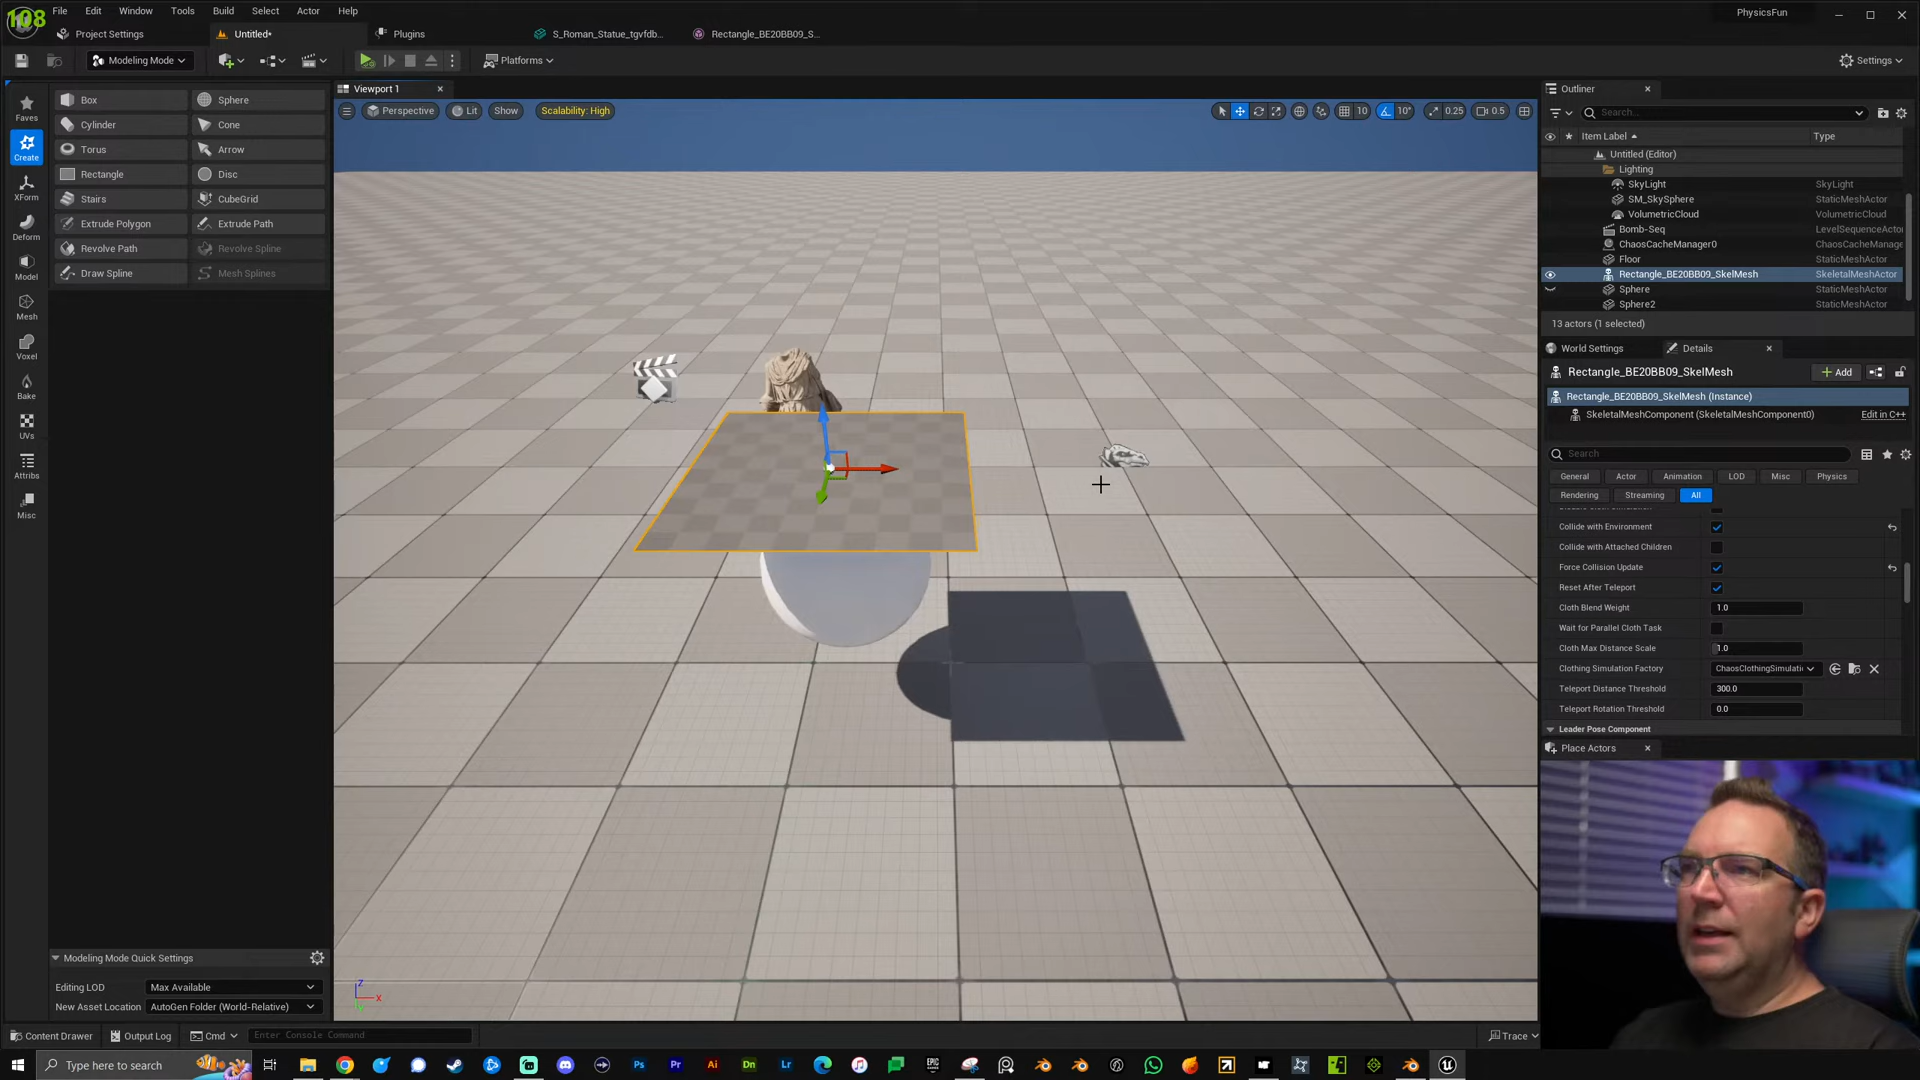 108
File Edit Window Tools Build Select Actor Help
PhysicsFun
Project Settings
Untitled*
Plugins
S_Roman_Statue_tgvfdb...
Rectangle_BE20BB09_S...
Modeling Mode
Platforms
Settings
Faves
Create
XForm
Deform
Model
Mesh
Voxel
Bake
UVs
Attribs
Misc
Box Sphere
Cylinder Cone
Torus Arrow
Rectangle Disc
Stairs CubeGrid
Extrude Polygon Extrude Path
Revolve Path Revolve Spline
Draw Spline Mesh Splines
Modeling Mode Quick Settings
Editing LOD Max Available
New Asset Location AutoGen Folder (World-Relative)
Viewport 1
Perspective Lit Show Scalability: High
10 10° 0.25 0.5
z
x
Outliner
Search...
Item Label Type
Untitled (Editor)
Lighting
SkyLight SkyLight
SM_SkySphere StaticMeshActor
VolumetricCloud VolumetricCloud
Bomb-Seq LevelSequenceActo
ChaosCacheManager0 ChaosCacheManage
Floor StaticMeshActor
Rectangle_BE20BB09_SkelMesh SkeletalMeshActor
Sphere StaticMeshActor
Sphere2 StaticMeshActor
13 actors (1 selected)
World Settings Details
Rectangle_BE20BB09_SkelMesh Add
Rectangle_BE20BB09_SkelMesh (Instance)
SkeletalMeshComponent (SkeletalMeshComponent0) Edit in C++
Search
General Actor Animation LOD Misc Physics
Rendering Streaming All
Collide with Environment
Collide with Attached Children
Force Collision Update
Reset After Teleport
Cloth Blend Weight 1.0
Wait for Parallel Cloth Task
Cloth Max Distance Scale 1.0
Clothing Simulation Factory ChaosClothingSimulati
Teleport Distance Threshold 300.0
Teleport Rotation Threshold 0.0
Leader Pose Component
Place Actors
Content Drawer Output Log Cmd Enter Console Command
Trace
Type here to search
Ps Pr Ai Dn Lr EPIC